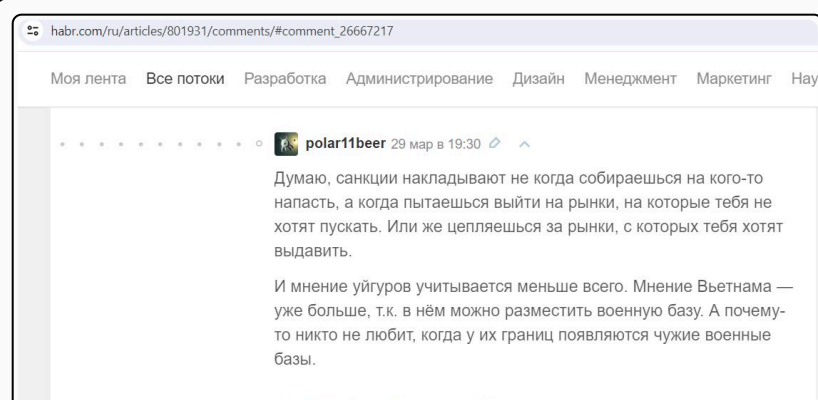 habr.com/ru/articles/801931/comments/#comment_26667217
Моя лента Все потоки Разработка Администрирование Дизайн Менеджмент Маркетинг Нау
polar11beer 29 мар в 19:30
Думаю, санкции накладывают не когда собираешься на кого-то
напасть, а когда пытаешься выйти на рынки, на которые тебя не
хотят пускать. Или же цепляешься за рынки, с которых тебя хотят
выдавить.
И мнение уйгуров учитывается меньше всего. Мнение Вьетнама —
уже больше, т.к. в нём можно разместить военную базу. А почему-
то никто не любит, когда у их границ появляются чужие военные
базы.